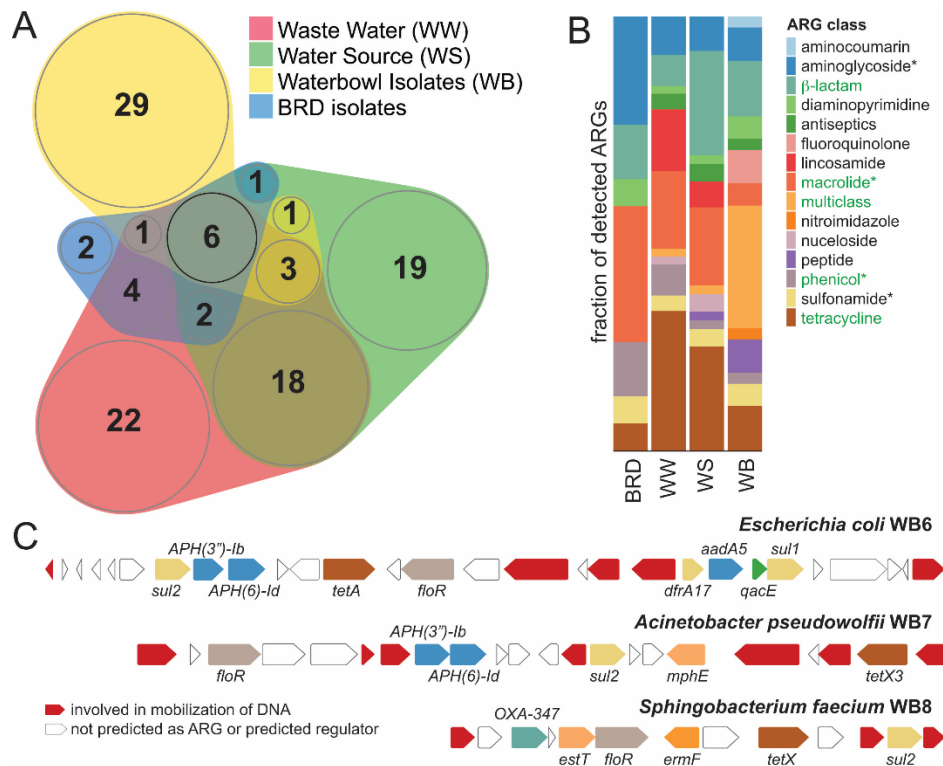 A
Waste Water (WW)
Water Source (WS)
Waterbowl Isolates (WB)
BRD isolates
29
1
1
2
1
6
3
19
4
2
18
22
B
fraction of detected ARGs
BRD
WW
WS
WB
ARG class
aminocoumarin
aminoglycoside*
β-lactam
diaminopyrimidine
antiseptics
fluoroquinolone
lincosamide
macrolide*
multiclass
nitroimidazole
nuceloside
peptide
phenicol*
sulfonamide*
tetracycline
C
Escherichia coli WB6
APH(3")-Ib
aadA5
sul1
sul2
APH(6)-Id
tetA
floR
dfrA17
qacE
Acinetobacter pseudowolfii WB7
APH(3")-Ib
floR
APH(6)-Id
sul2
mphE
tetX3
Sphingobacterium faecium WB8
involved in mobilization of DNA
not predicted as ARG or predicted regulator
OXA-347
estT
floR
ermF
tetX
sul2